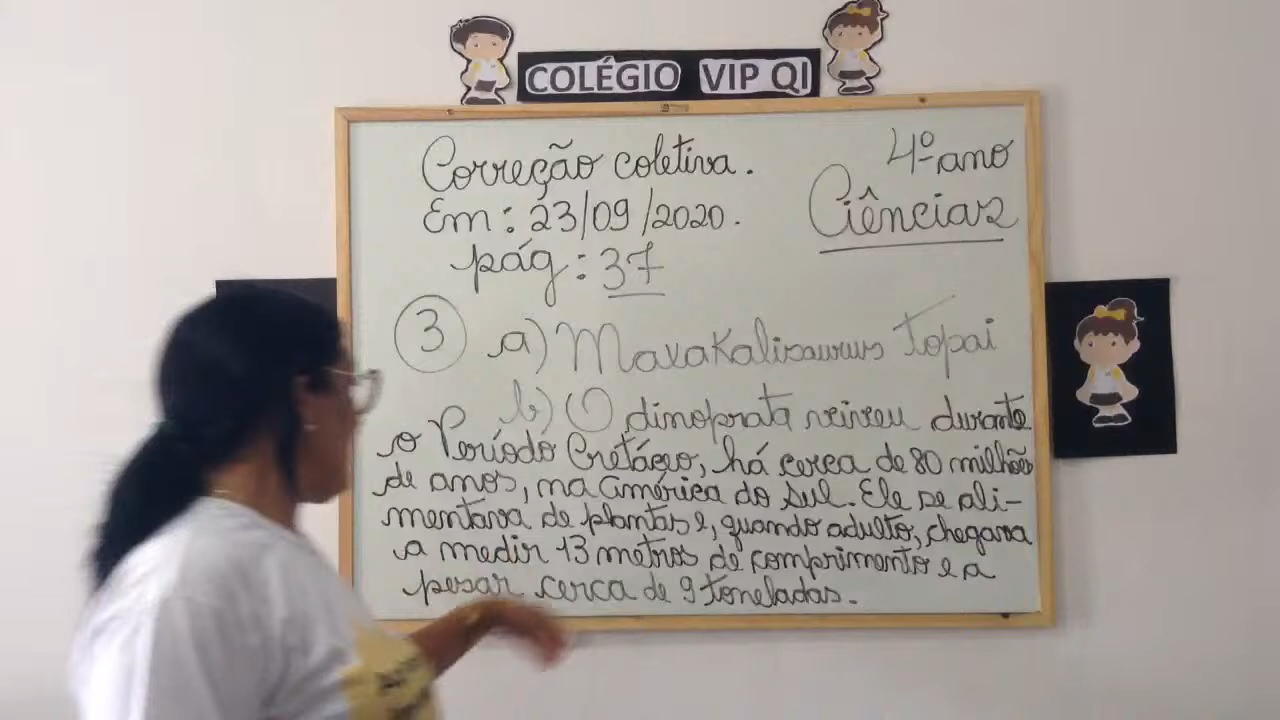 COLÉGIO VIP QI
Correção coletiva.
4º ano
Em: 23/09/2020.
Ciências
pág: 37
3 a) Maxakalisaurus topai
b) O dinoprata viveu durante
o Período Cretáceo, há cerca de 80 milhões
de anos, na América do Sul. Ele se ali-
mentava de plantas e, quando adulto, chegava
a medir 13 metros de comprimento e a
pesar cerca de 9 toneladas.